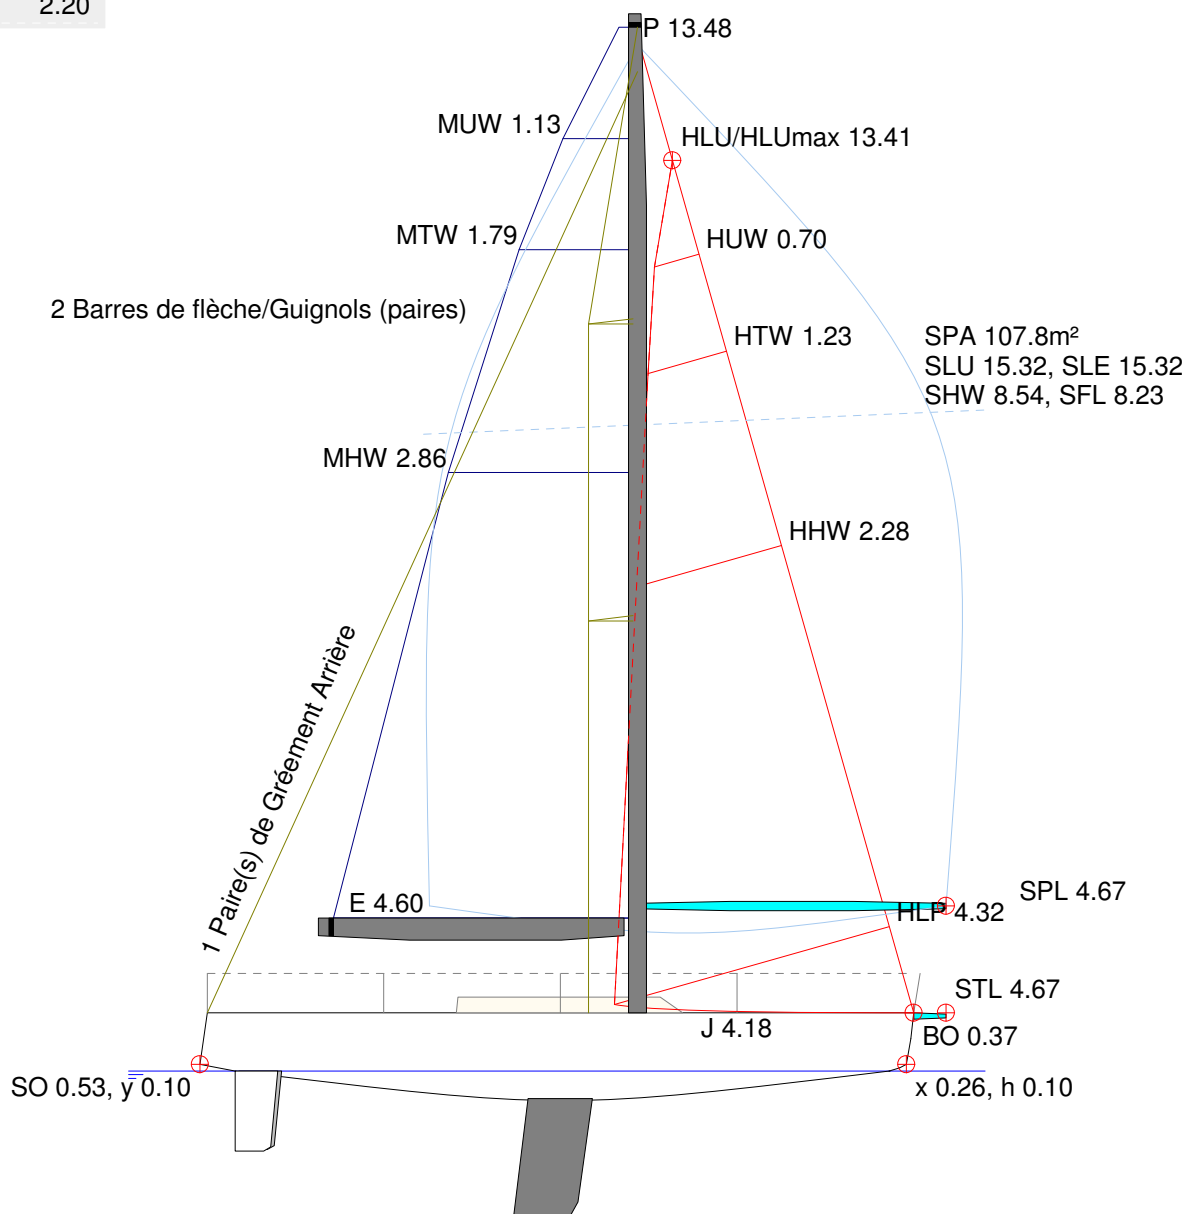 2.20
P 13.48
MUW 1.13
HLU/HLUmax 13.41
MTW 1.79
HUW 0.70
2 Barres de flèche/Guignols (paires)
HTW 1.23
SPA 107.8m²
SLU 15.32, SLE 15.32
SHW 8.54, SFL 8.23
MHW 2.86
HHW 2.28
1 Paire(s) de Gréement Arrière
E 4.60
SPL 4.67
HLP 4.32
STL 4.67
J 4.18
BO 0.37
SO 0.53, y 0.10
x 0.26, h 0.10